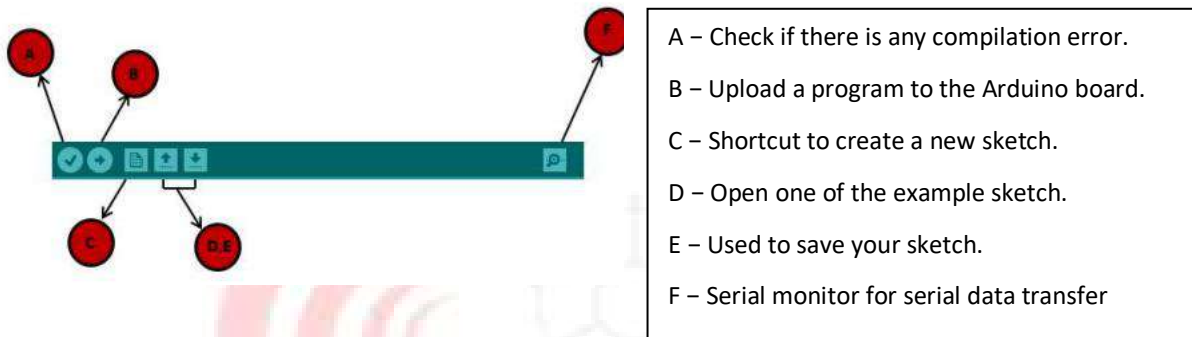 A
B
F
C
D,E
A – Check if there is any compilation error.
B – Upload a program to the Arduino board.
C – Shortcut to create a new sketch.
D – Open one of the example sketch.
E – Used to save your sketch.
F – Serial monitor for serial data transfer